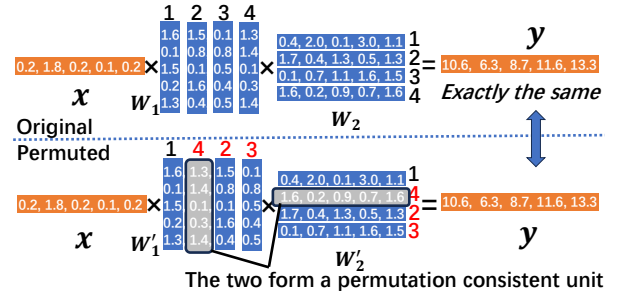 1 2 3 4
y
1.6 1.5 0.1 1.3
0.1 0.8 0.8 1.4
0.2, 1.8, 0.2, 0.1, 0.2 × 1.5 0.1 0.5 0.1 × 0.4, 2.0, 0.1, 3.0, 1.1 1
0.2 1.6 0.4 0.3
1.3 0.4 0.5 1.4
1.7, 0.4, 1.3, 0.5, 1.3 2
0.1, 0.7, 1.1, 1.6, 1.5 3
1.6, 0.2, 0.9, 0.7, 1.6 4
= 10.6, 6.3, 8.7, 11.6, 13.3
x W₁ W₂ Exactly the same
Original
Permuted
1 4 2 3
1.6, 1.3, 1.5 0.1
0.1 1.4, 0.8 0.8
0.2, 1.8, 0.2, 0.1, 0.2 × 1.5 0.1, 0.1 0.5 × 0.4, 2.0, 0.1, 3.0, 1.1 1
0.2 0.3, 1.6 0.4
1.3 1.4, 0.4 0.5
1.6, 0.2, 0.9, 0.7, 1.6 4
1.7, 0.4, 1.3, 0.5, 1.3 2
0.1, 0.7, 1.1, 1.6, 1.5 3
= 10.6, 6.3, 8.7, 11.6, 13.3
x W′₁ W′₂ y
The two form a permutation consistent unit